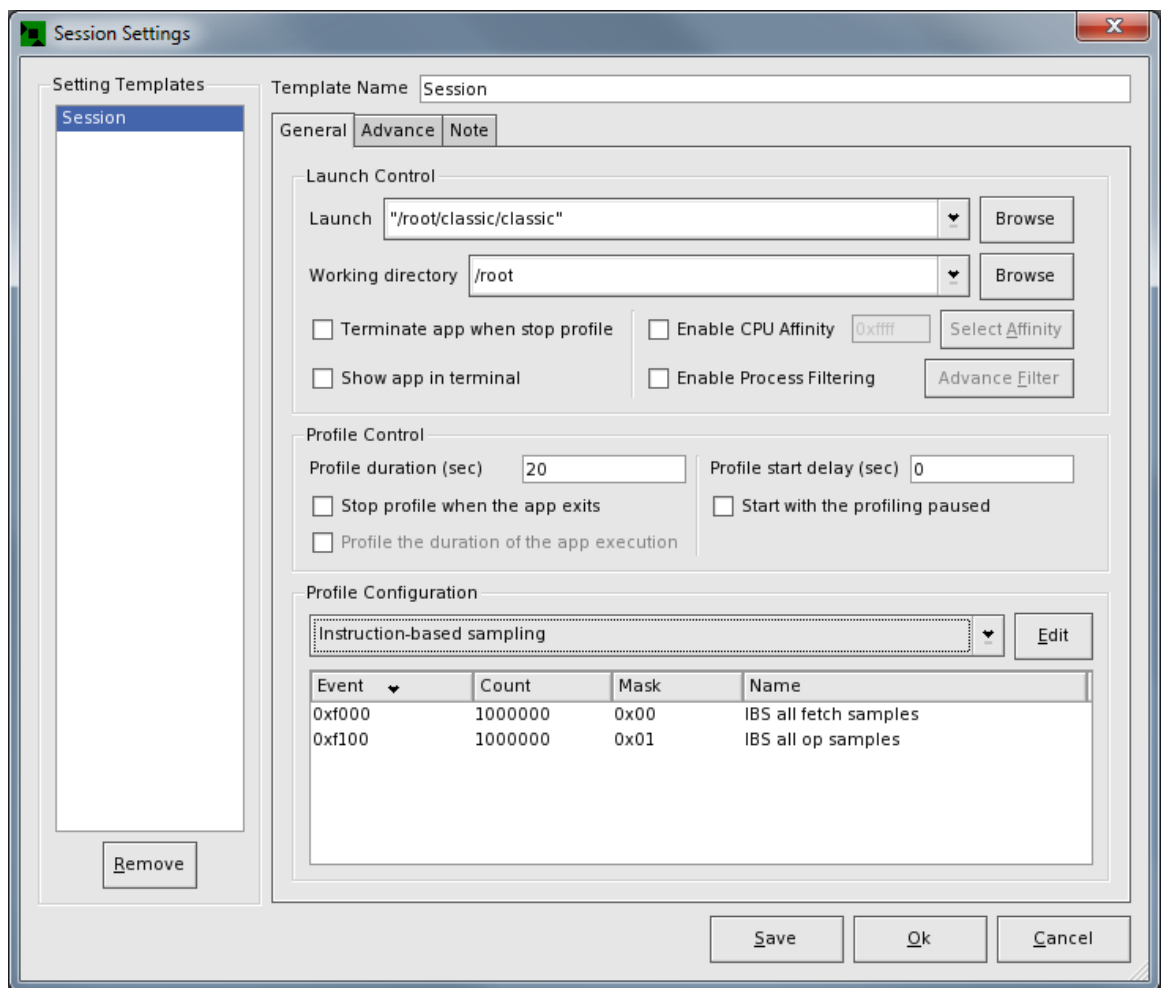 Session Settings
Setting Templates
Session
Remove
Template Name Session
General Advance Note
Launch Control
Launch "/root/classic/classic" Browse
Working directory /root Browse
Terminate app when stop profile Enable CPU Affinity 0xffff Select Affinity
Show app in terminal Enable Process Filtering Advance Filter
Profile Control
Profile duration (sec) 20 Profile start delay (sec) 0
Stop profile when the app exits Start with the profiling paused
Profile the duration of the app execution
Profile Configuration
Instruction-based sampling Edit
Event Count Mask Name
0xf000 1000000 0x00 IBS all fetch samples
0xf100 1000000 0x01 IBS all op samples
Save Ok Cancel